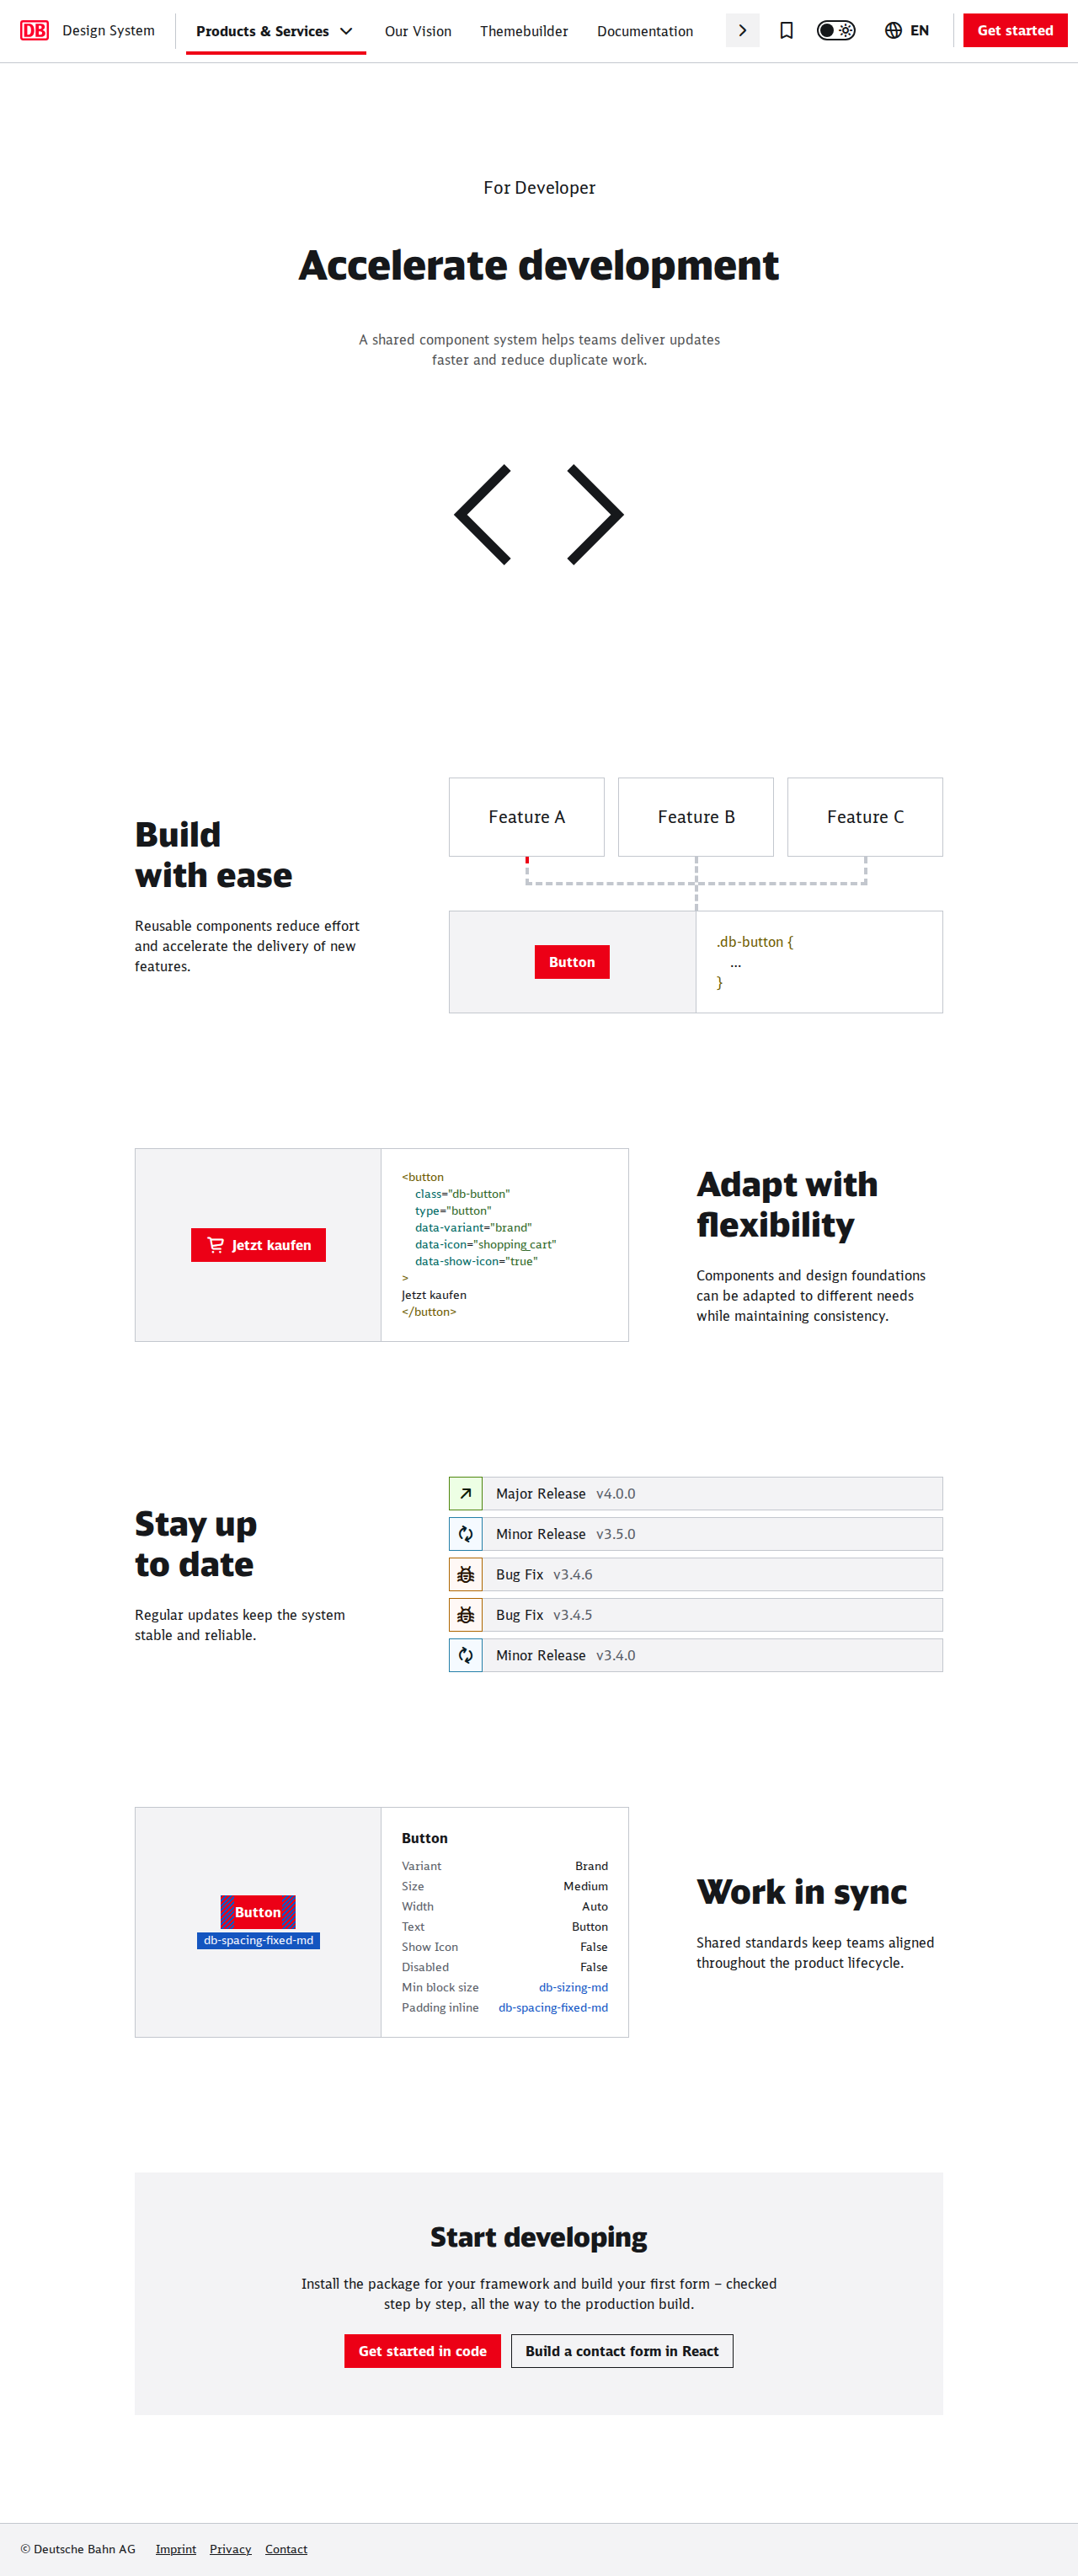 DB Design System Products & Services Our Vision Themebuilder Documentation EN Get started
For Developer
Accelerate development
A shared component system helps teams deliver updates
faster and reduce duplicate work.
Build
with ease
Reusable components reduce effort
and accelerate the delivery of new
features.
Feature A Feature B Feature C
Button
.db-button {
...
}
<button
class="db-button"
type="button"
data-variant="brand"
data-icon="shopping_cart"
data-show-icon="true"
>
Jetzt kaufen
</button>
Jetzt kaufen
Adapt with
flexibility
Components and design foundations
can be adapted to different needs
while maintaining consistency.
Stay up
to date
Regular updates keep the system
stable and reliable.
Major Release v4.0.0
Minor Release v3.5.0
Bug Fix v3.4.6
Bug Fix v3.4.5
Minor Release v3.4.0
Button
db-spacing-fixed-md
Button
Variant Brand
Size Medium
Width Auto
Text Button
Show Icon False
Disabled False
Min block size db-sizing-md
Padding inline db-spacing-fixed-md
Work in sync
Shared standards keep teams aligned
throughout the product lifecycle.
Start developing
Install the package for your framework and build your first form – checked
step by step, all the way to the production build.
Get started in code Build a contact form in React
© Deutsche Bahn AG Imprint Privacy Contact